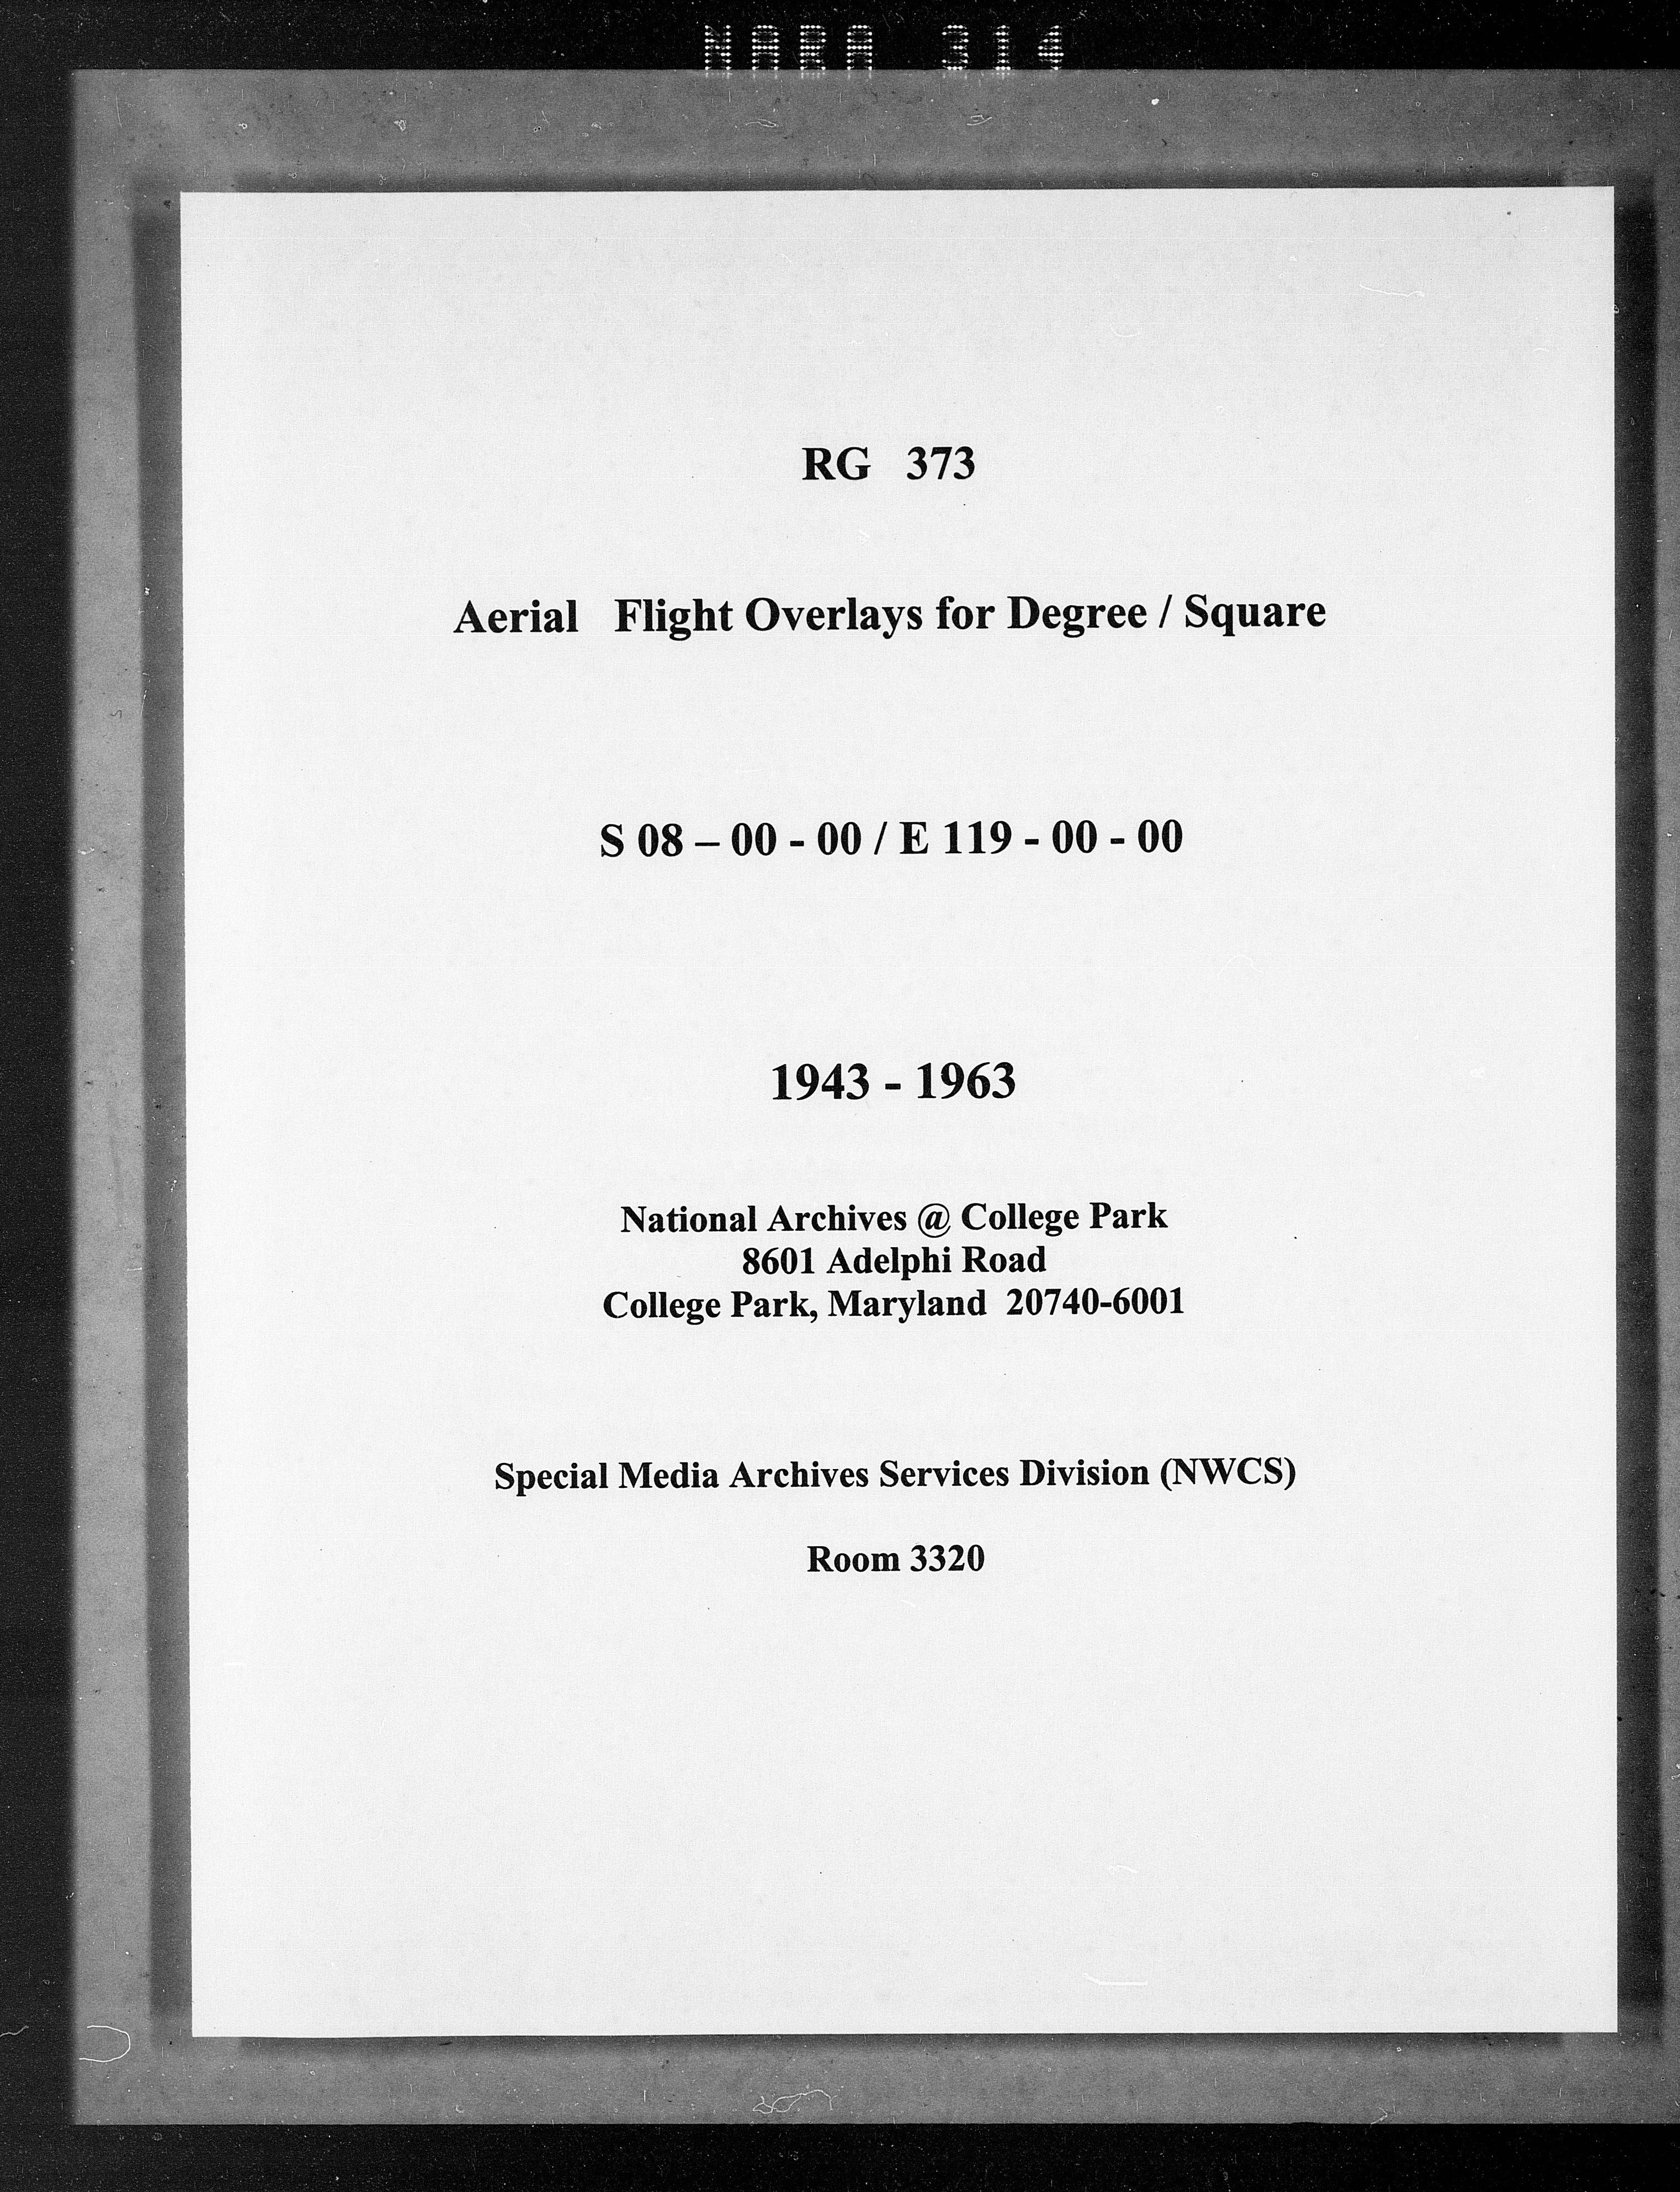 NARA 314
RG 373
Aerial Flight Overlays for Degree / Square
S 08 – 00 - 00 / E 119 - 00 - 00
1943 - 1963
National Archives @ College Park
8601 Adelphi Road
College Park, Maryland 20740-6001
Special Media Archives Services Division (NWCS)
Room 3320